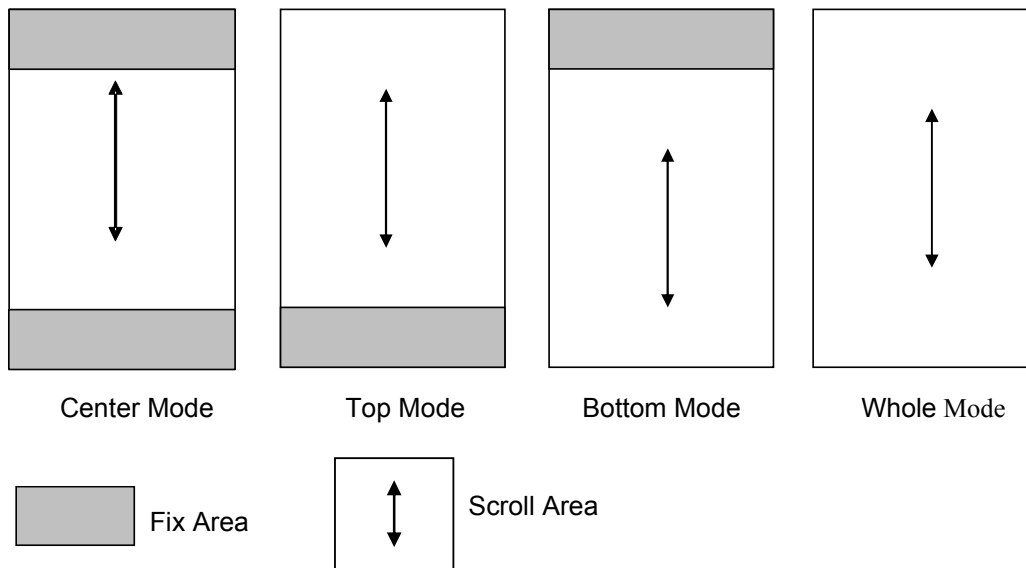 Center Mode
Top Mode
Bottom Mode
Whole Mode
Fix Area
Scroll Area